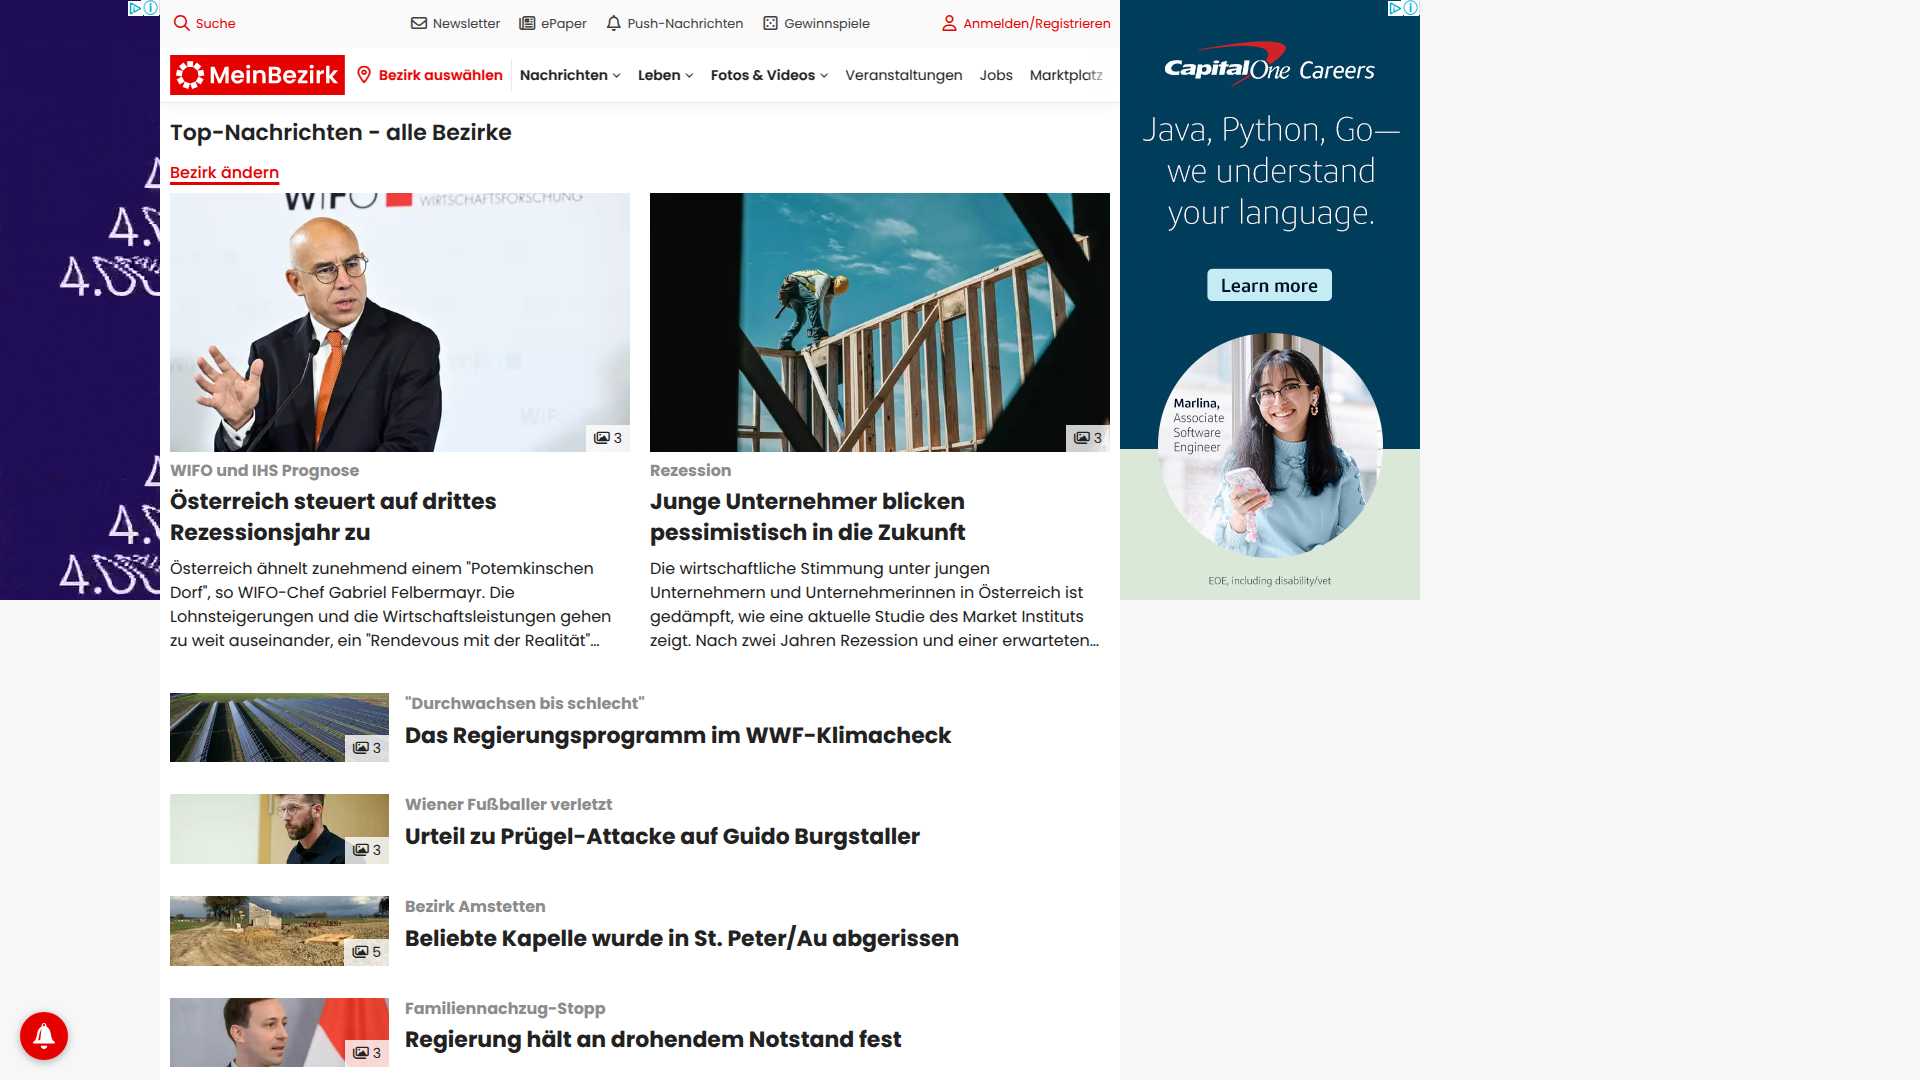 Suche
Newsletter
ePaper
Push-Nachrichten
Gewinnspiele
Anmelden/Registrieren
MeinBezirk
Bezirk auswählen
Nachrichten
Leben
Fotos & Videos
Veranstaltungen
Jobs
Marktplatz
Top-Nachrichten - alle Bezirke
Bezirk ändern
WIRTSCHAFTSFORSCHUNG
3
WIFO und IHS Prognose
Österreich steuert auf drittes
Rezessionsjahr zu
Österreich ähnelt zunehmend einem "Potemkinschen
Dorf", so WIFO-Chef Gabriel Felbermayr. Die
Lohnsteigerungen und die Wirtschaftsleistungen gehen
zu weit auseinander, ein "Rendevous mit der Realität"...
3
Rezession
Junge Unternehmer blicken
pessimistisch in die Zukunft
Die wirtschaftliche Stimmung unter jungen
Unternehmern und Unternehmerinnen in Österreich ist
gedämpft, wie eine aktuelle Studie des Market Instituts
zeigt. Nach zwei Jahren Rezession und einer erwarteten...
3
"Durchwachsen bis schlecht"
Das Regierungsprogramm im WWF-Klimacheck
3
Wiener Fußballer verletzt
Urteil zu Prügel-Attacke auf Guido Burgstaller
5
Bezirk Amstetten
Beliebte Kapelle wurde in St. Peter/Au abgerissen
3
Familiennachzug-Stopp
Regierung hält an drohendem Notstand fest
Capital One Careers
Java, Python, Go—
we understand
your language.
Learn more
Marlina,
Associate
Software
Engineer
EOE, including disability/vet